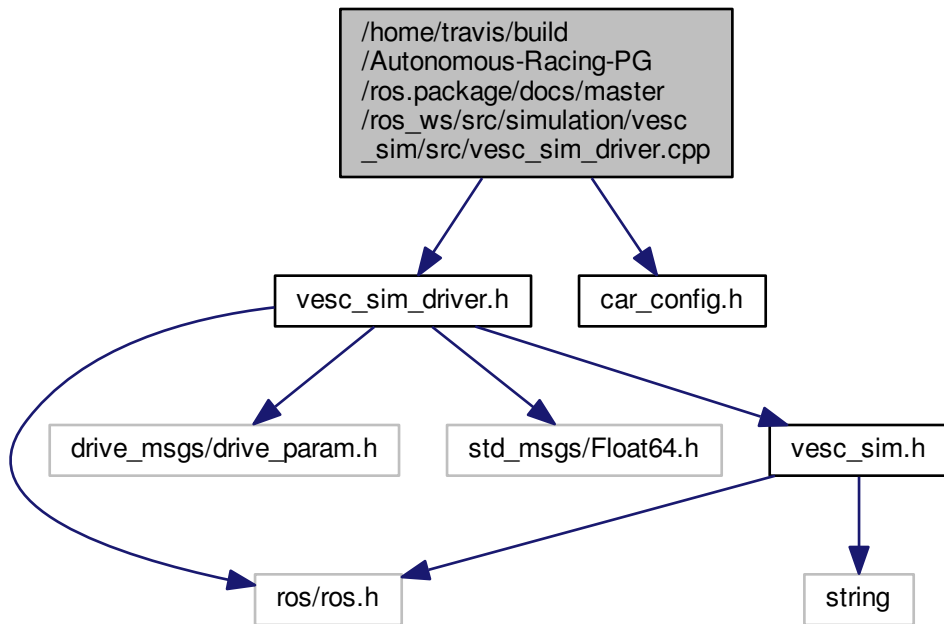 /home/travis/build
/Autonomous-Racing-PG
/ros.package/docs/master
/ros_ws/src/simulation/vesc
_sim/src/vesc_sim_driver.cpp
vesc_sim_driver.h
car_config.h
drive_msgs/drive_param.h
std_msgs/Float64.h
vesc_sim.h
ros/ros.h
string